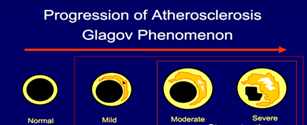 Progression of Atherosclerosis
Glagov Phenomenon
Normal
Mild
Moderate
Severe